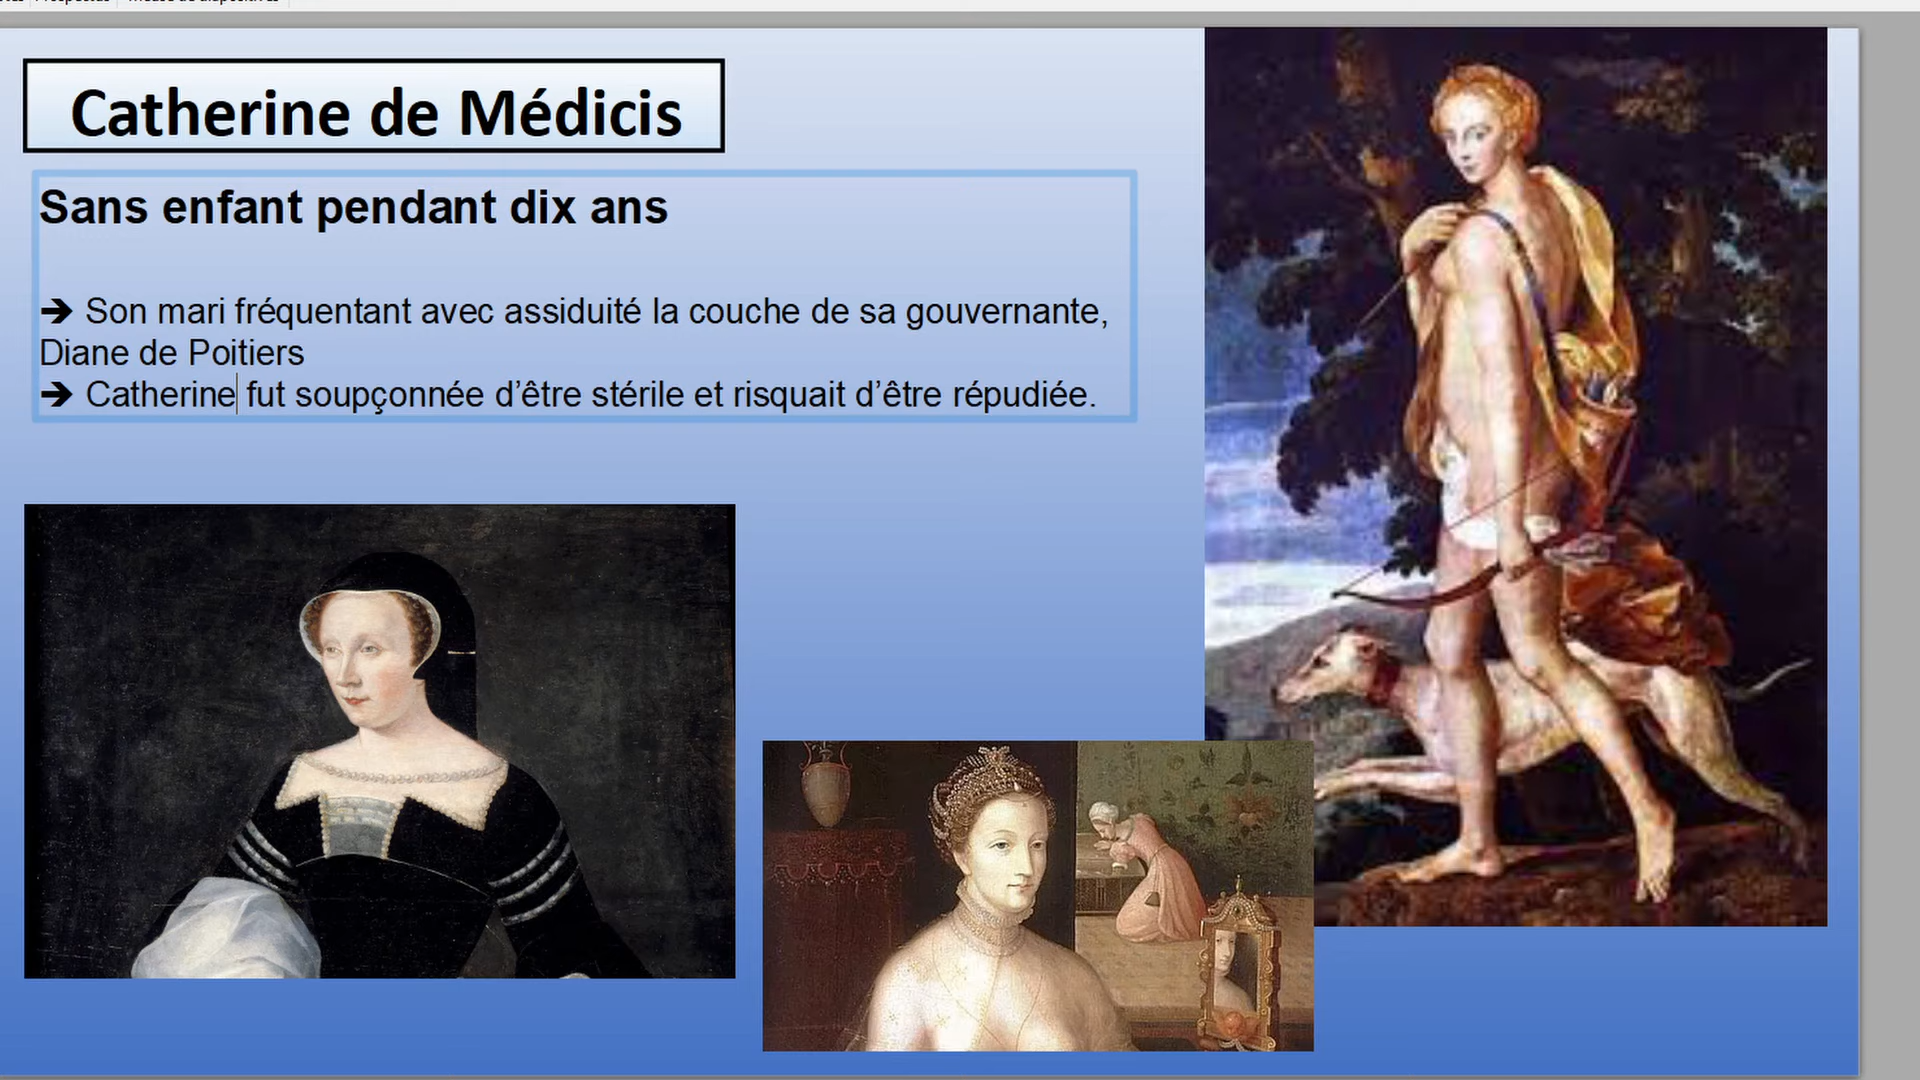 Catherine de Médicis
Sans enfant pendant dix ans
➔ Son mari fréquentant avec assiduité la couche de sa gouvernante,
Diane de Poitiers
➔ Catherine fut soupçonnée d’être stérile et risquait d’être répudiée.